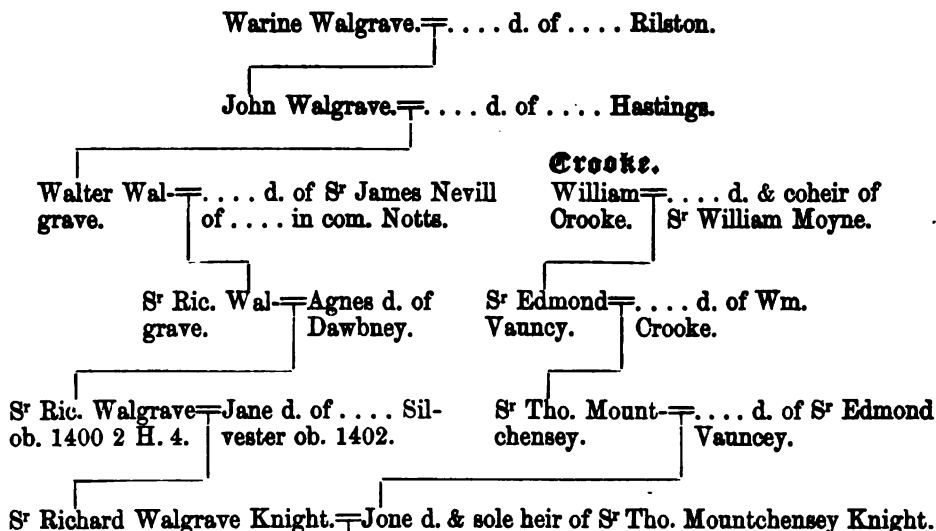 Warine Walgrave.=. . . . d. of . . . . Rilston.
John Walgrave.=. . . . d. of . . . . Hastings.
Crooke.
Walter Wal-=. . . . d. of Sr James Nevill
grave. of . . . . in com. Notts.
William=. . . . d. & coheir of
Crooke. Sr William Moyne.
Sr Ric. Wal-=Agnes d. of
grave. Dawbney.
Sr Edmond=. . . . d. of Wm.
Vauncy. Crooke.
Sr Ric. Walgrave=Jane d. of . . . . Sil-
ob. 1400 2 H. 4. vester ob. 1402.
Sr Tho. Mount-=. . . . d. of Sr Edmond
chensey. Vauncey.
Sr Richard Walgrave Knight.=Jone d. & sole heir of Sr Tho. Mountchensey Knight.